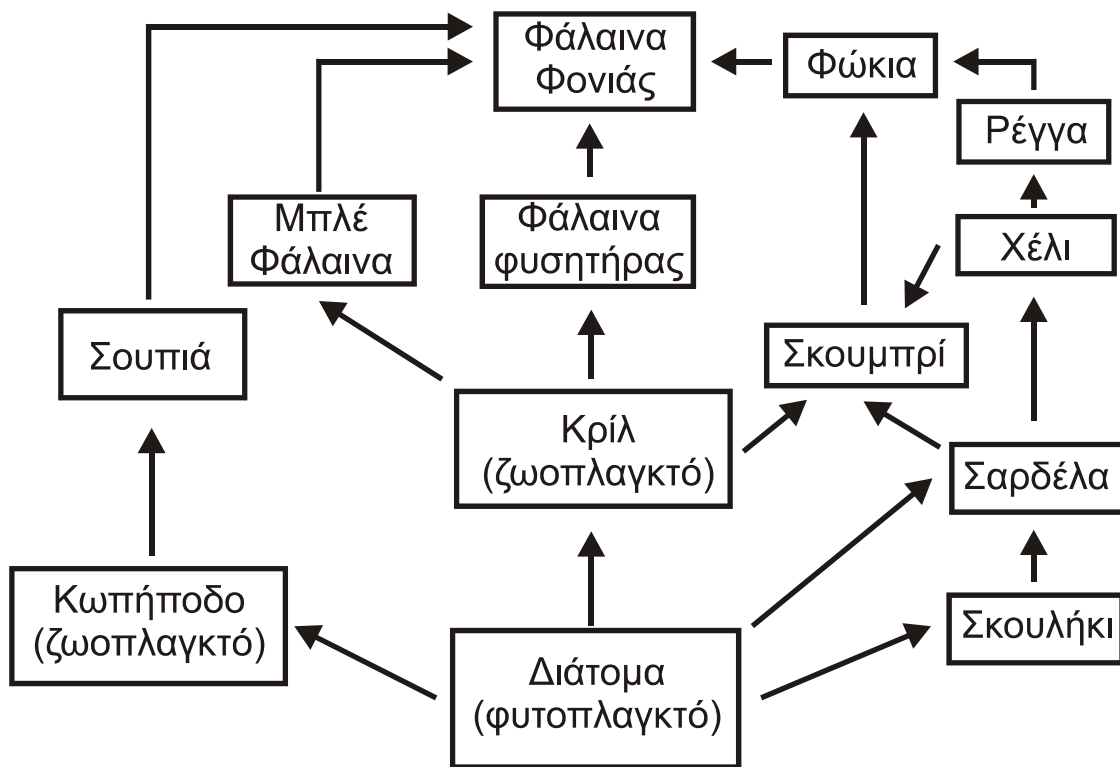 Φάλαινα
Φονιάς
Φώκια
Ρέγγα
Μπλέ
Φάλαινα
Φάλαινα
φυσητήρας
Χέλι
Σουπιά
Σκουμπρί
Κρίλ
(ζωοπλαγκτό)
Σαρδέλα
Κωπήποδο
(ζωοπλαγκτό)
Διάτομα
(φυτοπλαγκτό)
Σκουλήκι